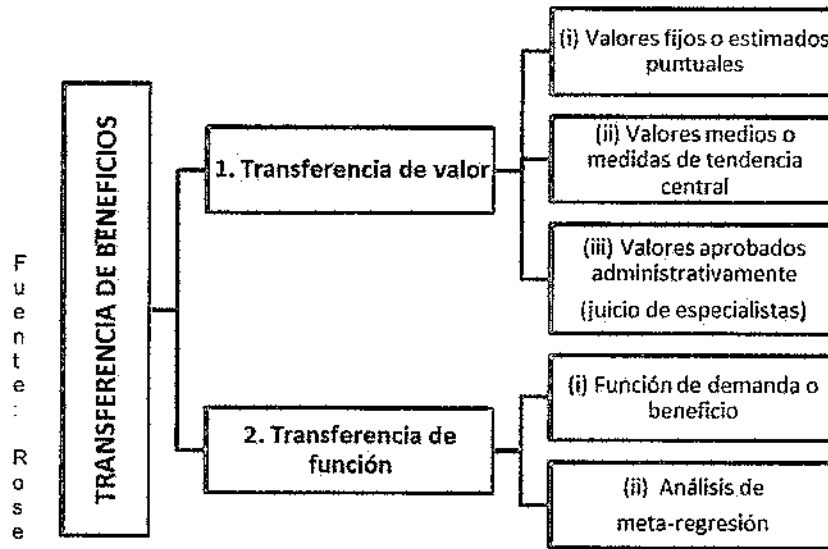 Fuente: Rose
TRANSFERENCIA DE BENEFICIOS
1. Transferencia de valor
(i) Valores fijos o estimados
puntuales
(ii) Valores medios o
medidas de tendencia
central
(iii) Valores aprobados
administrativamente
(juicio de especialistas)
2. Transferencia de
función
(i) Función de demanda o
beneficio
(ii) Análisis de
meta-regresión